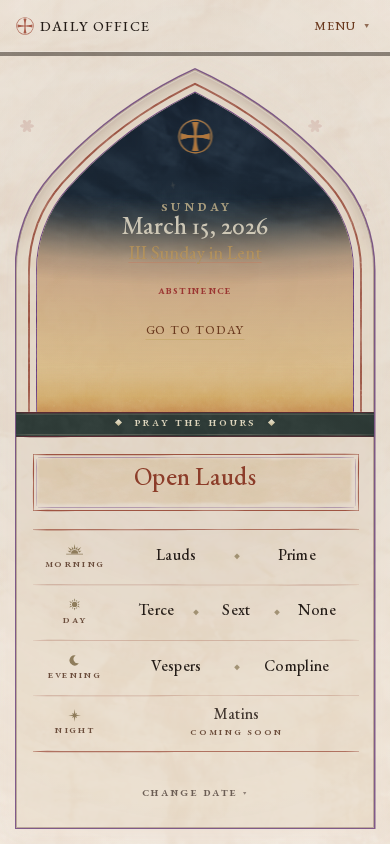 DAILY OFFICE
MENU
SUNDAY
March 15, 2026
III Sunday in Lent
ABSTINENCE
GO TO TODAY
PRAY THE HOURS
Open Lauds
MORNING
Lauds
Prime
DAY
Terce
Sext
None
EVENING
Vespers
Compline
NIGHT
Matins
COMING SOON
CHANGE DATE